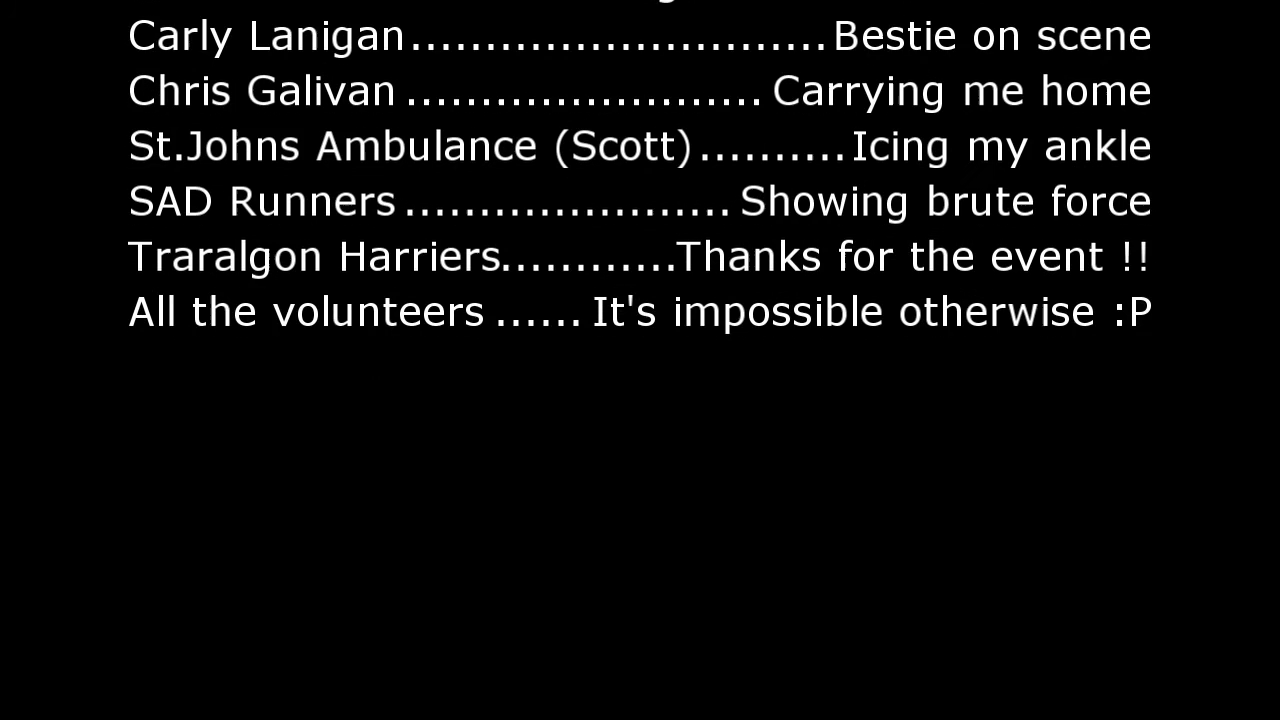 Carly Lanigan............................Bestie on scene
Chris Galivan ........................ Carrying me home
St.Johns Ambulance (Scott)..........Icing my ankle
SAD Runners ...................... Showing brute force
Traralgon Harriers............Thanks for the event !!
All the volunteers ...... It's impossible otherwise :P